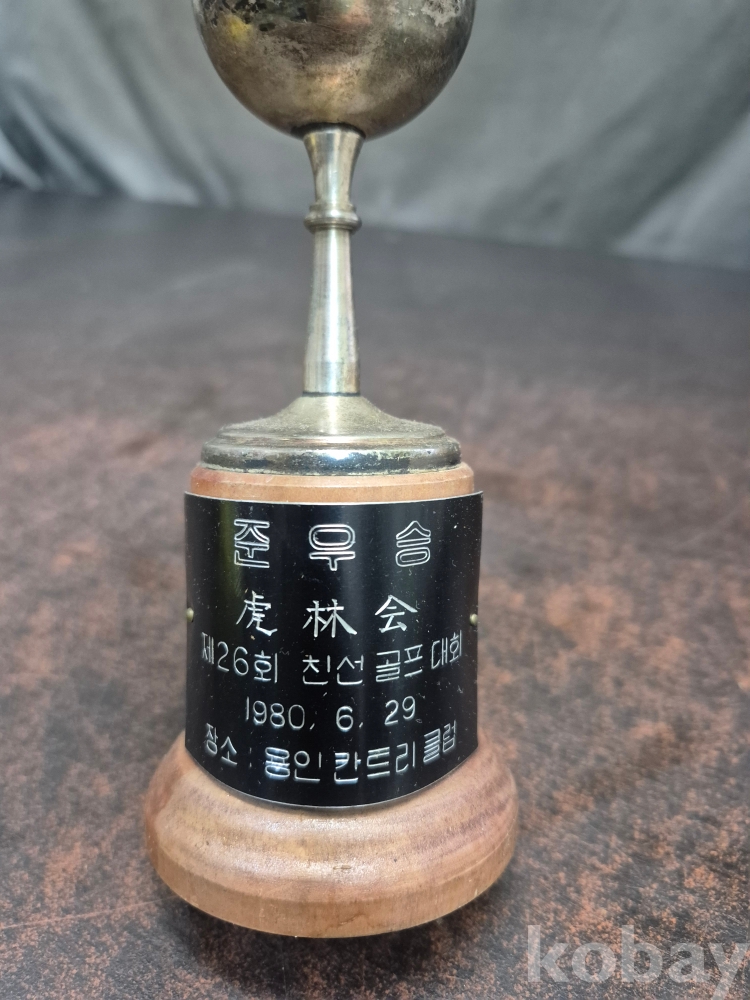 준우승
虎林会
제26회 친선 골프 대회
1980. 6. 29
장소 : 용인 칸트리 클럽
kobay